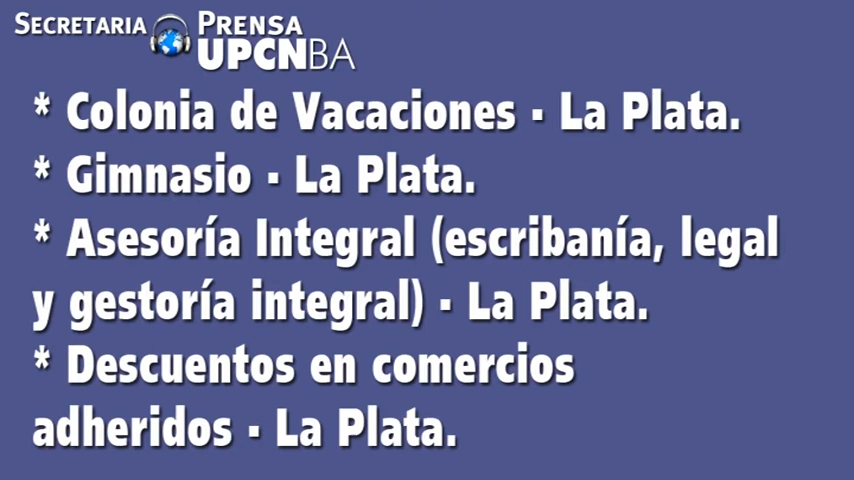 SECRETARIA PRENSA
UPCNBA
* Colonia de Vacaciones - La Plata.
* Gimnasio - La Plata.
* Asesoría Integral (escribanía, legal
y gestoría integral) - La Plata.
* Descuentos en comercios
adheridos - La Plata.